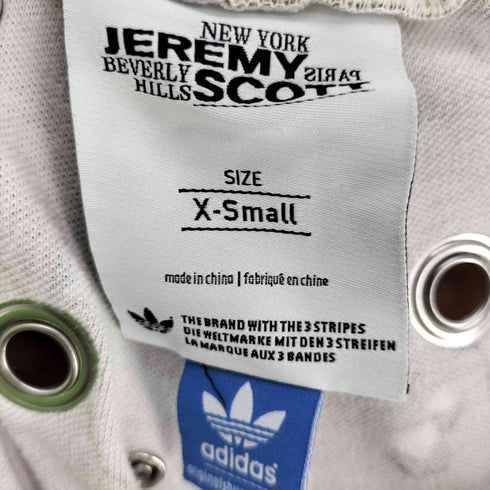 NEW YORK
JEREMY
BEVERLY
PARIS
HILLS SCOTT
SIZE
X-Small
made in china | fabriqué en chine
THE BRAND WITH THE 3 STRIPES
DIE WELTMARKE MIT DEN 3 STREIFEN
LA MARQUE AUX 3 BANDES
adidas